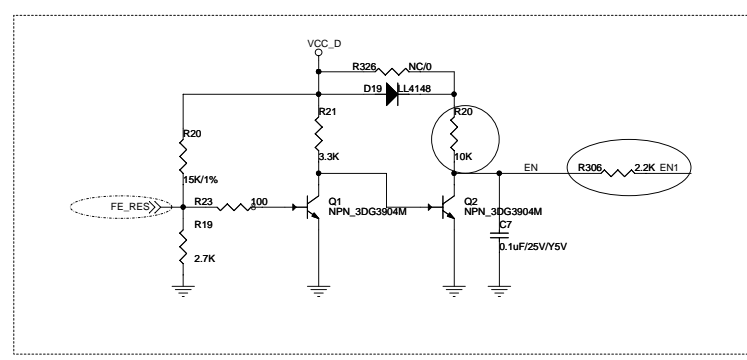 VCC_D
R326 NC/0
D19 LL4148
R21
R20
R20
3.3K
10K
EN
R306 2.2K EN1
15K/1%
FE_RES
R23 100
8
Q1
NPN_3DG3904M
Q2
NPN_3DG3904M
R19
C7
2.7K
0.1uF/25V/Y5V